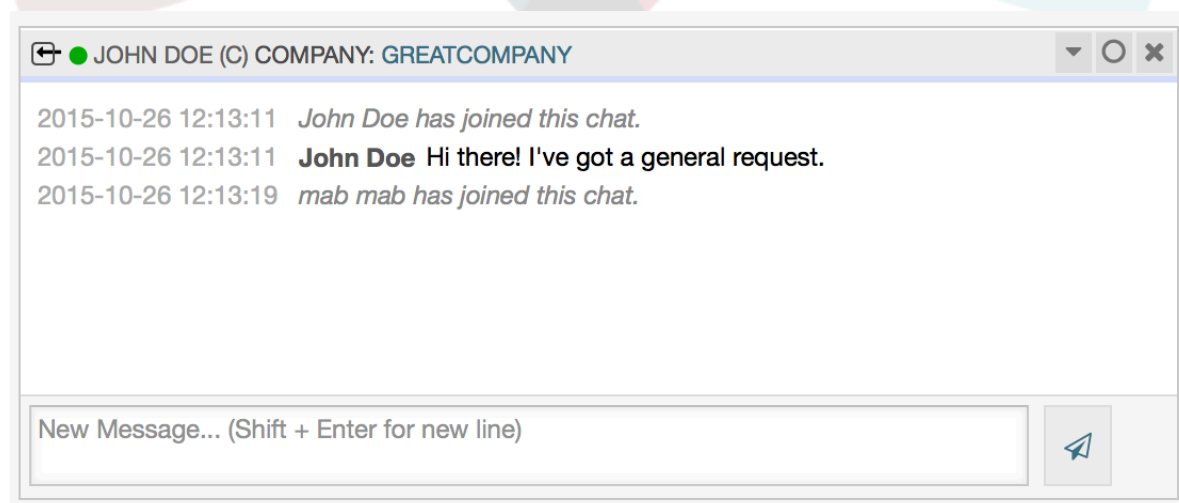 JOHN DOE (C) COMPANY: GREATCOMPANY
2015-10-26 12:13:11 John Doe has joined this chat.
2015-10-26 12:13:11 John Doe Hi there! I've got a general request.
2015-10-26 12:13:19 mab mab has joined this chat.
New Message... (Shift + Enter for new line)